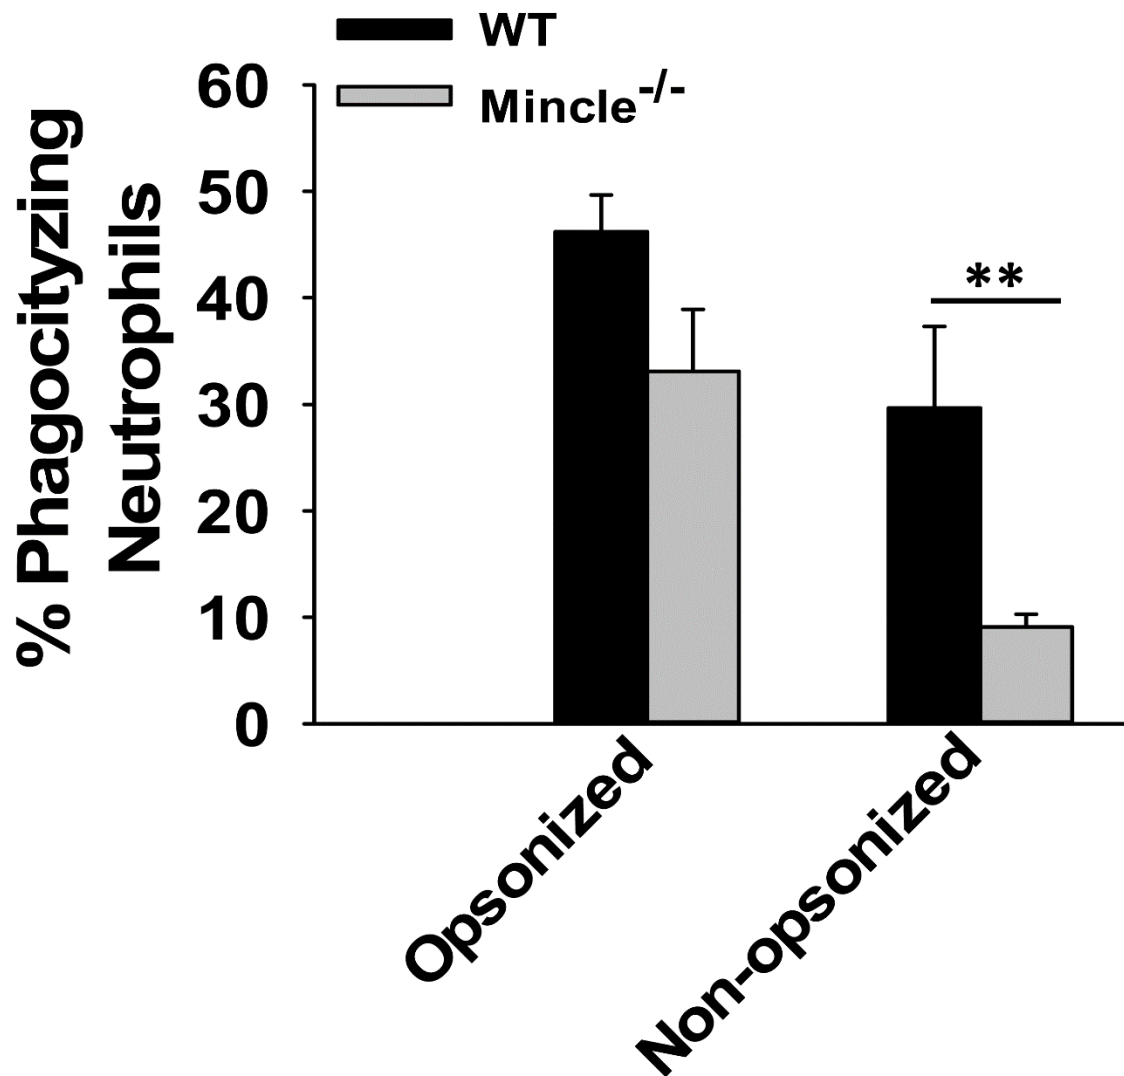 WT
Mincle-/-
% Phagocityzing
Neutrophils
60
50
40
30
20
10
0
**
Opsonized
Non-opsonized